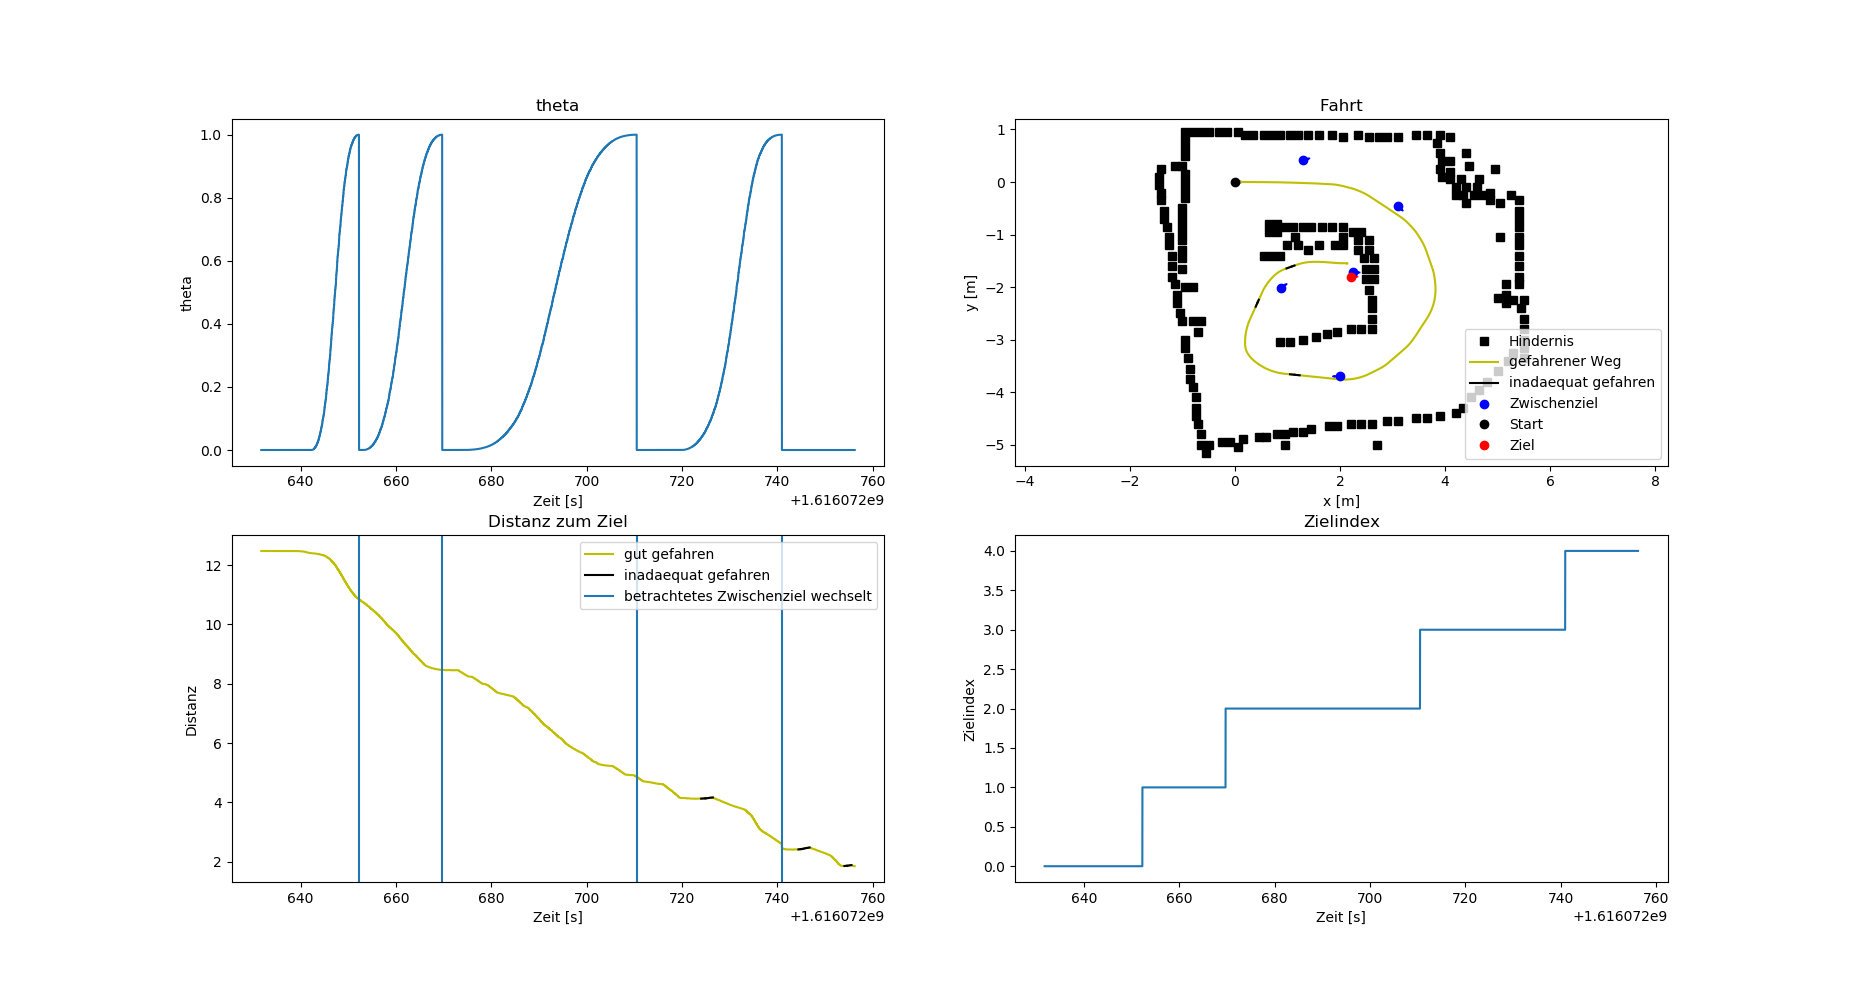 theta
1.0
0.8
0.6
0.4
0.2
0.0
theta
640 660 680 700 720 740 760
Zeit [s]
+1.616072e9
Fahrt
1
0
−1
−2
−3
−4
−5
y [m]
Hindernis
gefahrener Weg
inadaequat gefahren
Zwischenziel
Start
Ziel
−4 −2 0 2 4 6 8
x [m]
Distanz zum Ziel
12
10
8
6
4
2
Distanz
gut gefahren
inadaequat gefahren
betrachtetes Zwischenziel wechselt
640 660 680 700 720 740 760
Zeit [s]
+1.616072e9
Zielindex
4.0
3.5
3.0
2.5
2.0
1.5
1.0
0.5
0.0
Zielindex
640 660 680 700 720 740 760
Zeit [s]
+1.616072e9